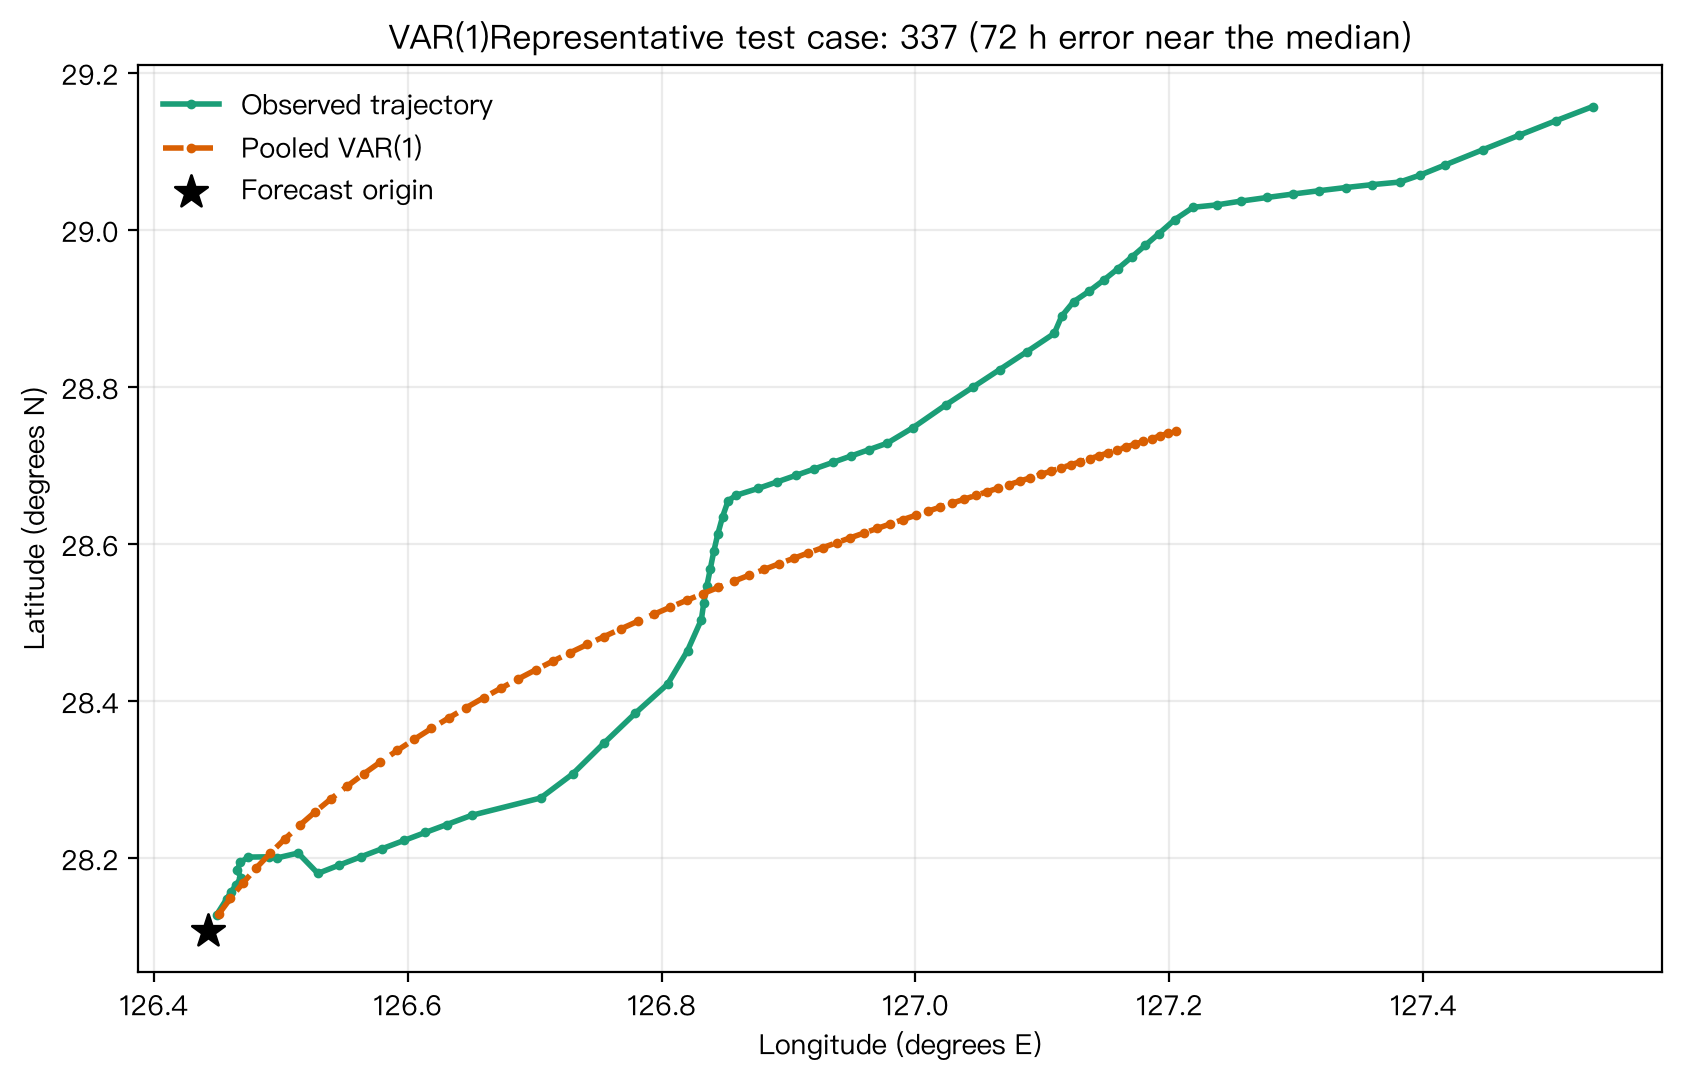 VAR(1)Representative test case: 337 (72 h error near the median)
Observed trajectory
Pooled VAR(1)
Forecast origin
29.2
29.0
28.8
28.6
28.4
28.2
Latitude (degrees N)
126.4 126.6 126.8 127.0 127.2 127.4
Longitude (degrees E)